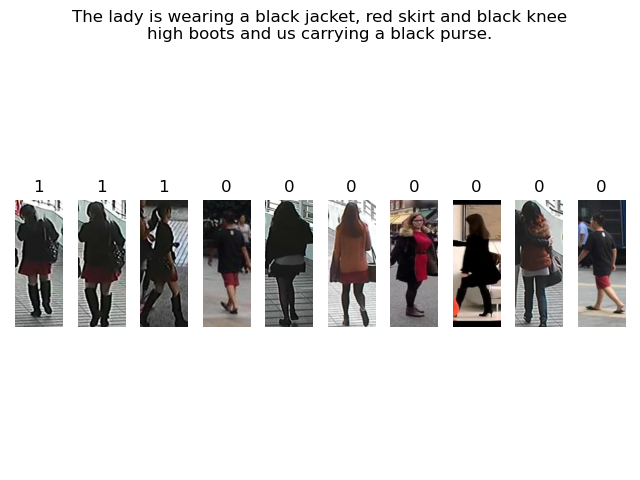 The lady is wearing a black jacket, red skirt and black knee
high boots and us carrying a black purse.
1 1 1 0 0 0 0 0 0 0